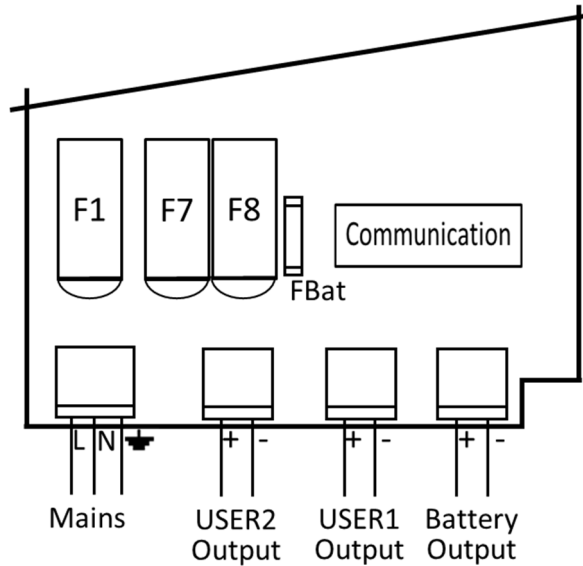 F1
F7
F8
Communication
FBat
L N
+ -
+ -
+ -
Mains
USER2
Output
USER1
Output
Battery
Output